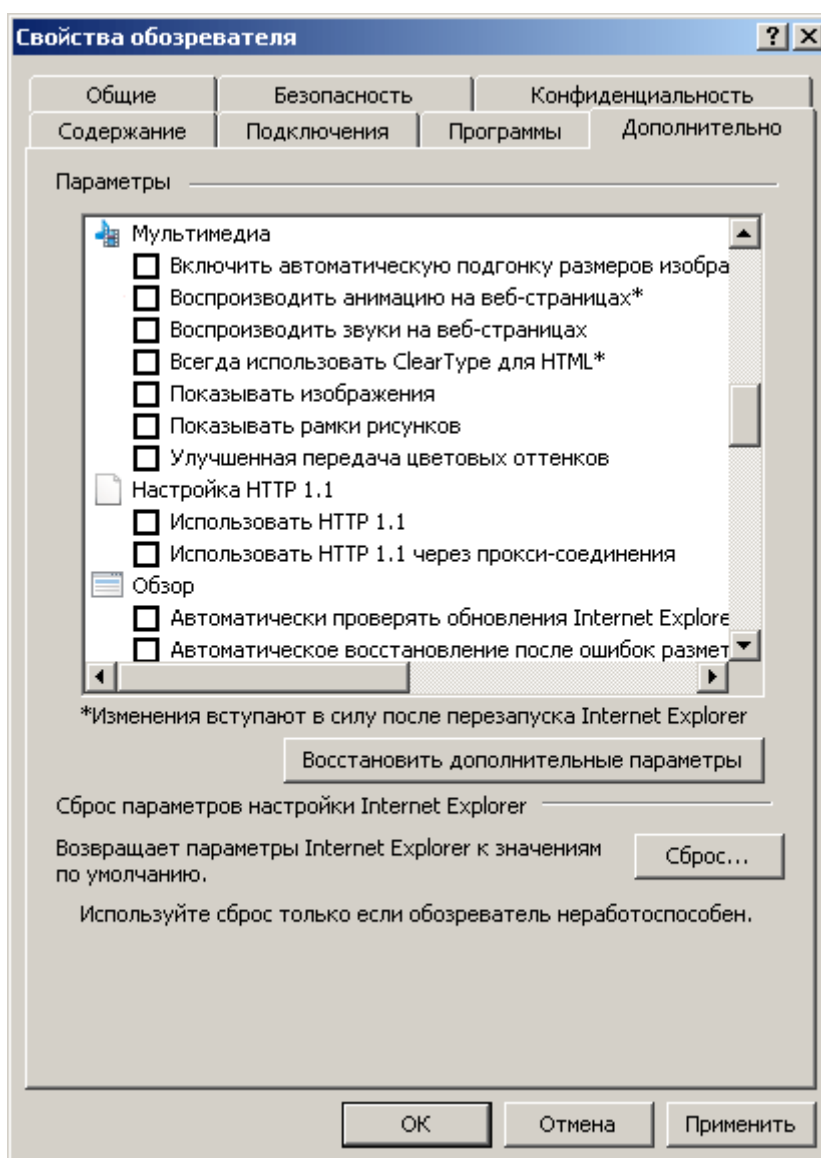 Свойства обозревателя
Общие
Безопасность
Конфиденциальность
Содержание
Подключения
Программы
Дополнительно
Параметры
Мультимедиа
Включить автоматическую подгонку размеров изобра
Воспроизводить анимацию на веб-страницах*
Воспроизводить звуки на веб-страницах
Всегда использовать ClearType для HTML*
Показывать изображения
Показывать рамки рисунков
Улучшенная передача цветовых оттенков
Настройка HTTP 1.1
Использовать HTTP 1.1
Использовать HTTP 1.1 через прокси-соединения
Обзор
Автоматически проверять обновления Internet Explore
Автоматическое восстановление после ошибок размет
*Изменения вступают в силу после перезапуска Internet Explorer
Восстановить дополнительные параметры
Сброс параметров настройки Internet Explorer
Возвращает параметры Internet Explorer к значениям
по умолчанию.
Сброс...
Используйте сброс только если обозреватель неработоспособен.
ОК
Отмена
Применить